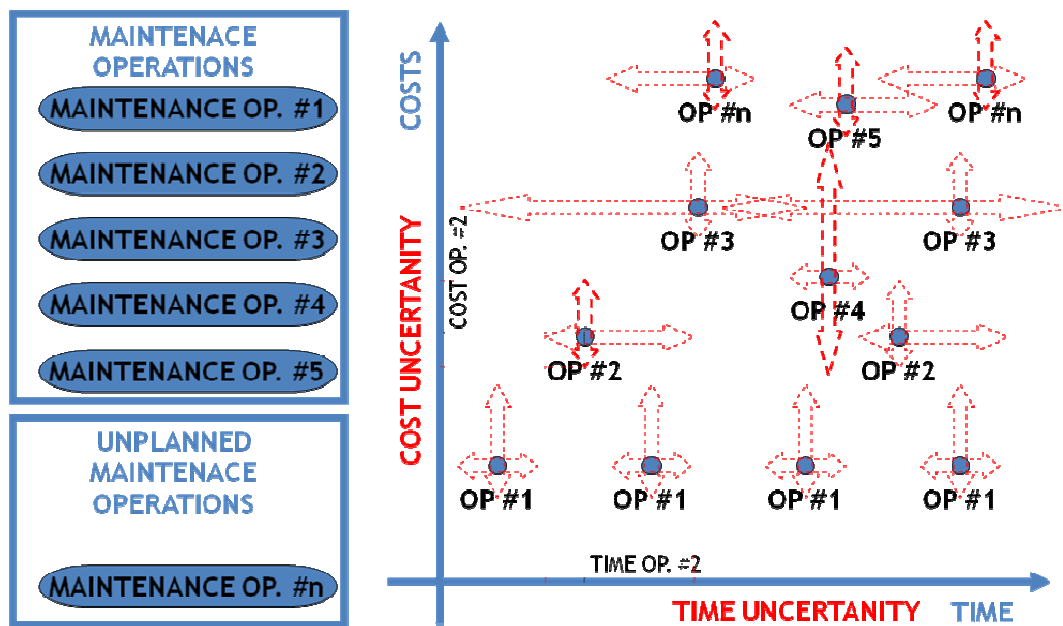 MAINTENACE
OPERATIONS
MAINTENANCE OP. #1
MAINTENANCE OP. #2
MAINTENANCE OP. #3
MAINTENANCE OP. #4
MAINTENANCE OP. #5
UNPLANNED
MAINTENACE
OPERATIONS
MAINTENANCE OP. #n
COSTS
COST UNCERTANITY
COST OP. #2
OP #n
OP #5
OP #n
OP #3
OP #3
OP #4
OP #2
OP #2
OP #1
OP #1
OP #1
OP #1
TIME OP. #2
TIME UNCERTANITY
TIME